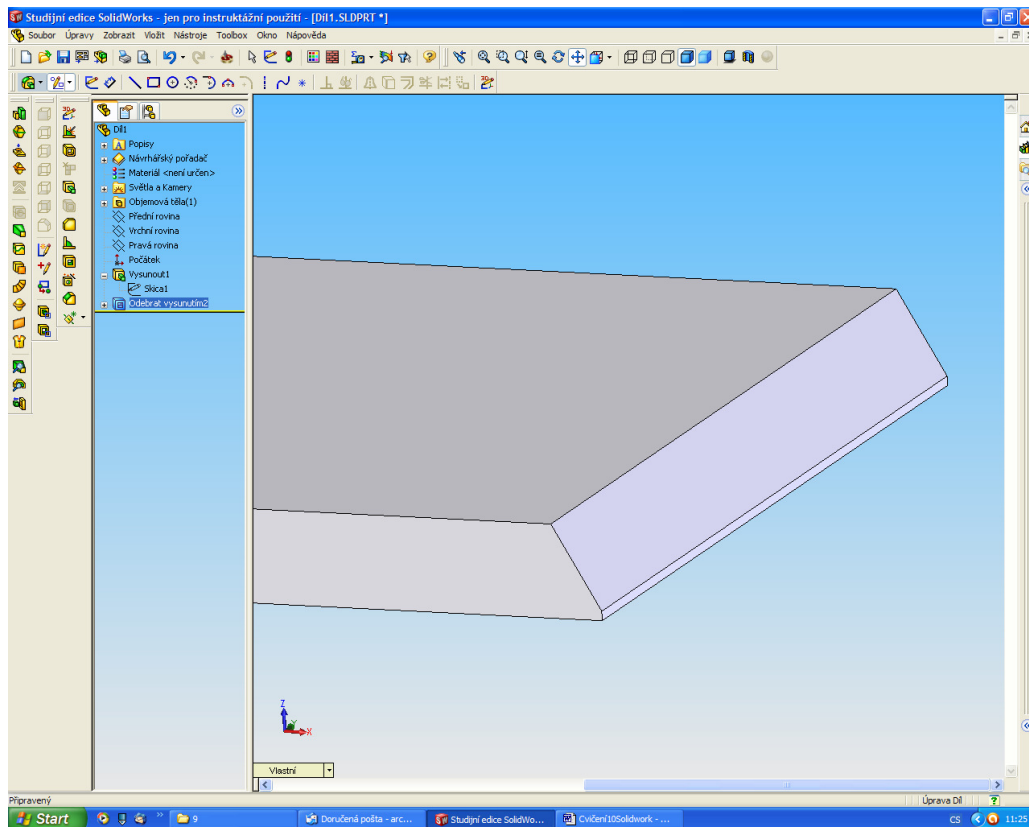 Studijní edice SolidWorks - jen pro instruktážní použití - [Díl1.SLDPRT *]
Soubor Úpravy Zobrazit Vložit Nástroje Toolbox Okno Nápověda
Díl1
Popisy
Návrhářský pořadač
Materiál <není určen>
Světla a Kamery
Objemová těla(1)
Přední rovina
Vrchní rovina
Pravá rovina
Počátek
Vysunout1
Skica1
Odebrat vysunutím2
Z
Y
X
Vlastní
Připravený
Úprava Díl
Start
9
Doručená pošta - arc...
Studijní edice SolidWo...
Cvičení10Solidwork - ...
CS
11:25